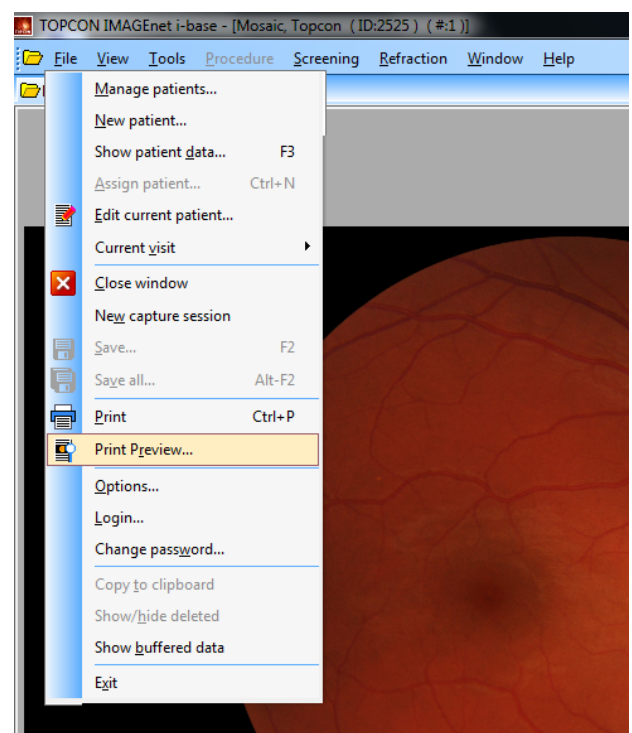 TOPCON IMAGEnet i-base - [Mosaic, Topcon ( ID:2525 ) ( #:1 )]
File View Tools Procedure Screening Refraction Window Help
Manage patients...
New patient...
Show patient data... F3
Assign patient... Ctrl+N
Edit current patient...
Current visit
Close window
New capture session
Save... F2
Save all... Alt-F2
Print Ctrl+P
Print Preview...
Options...
Login...
Change password...
Copy to clipboard
Show/hide deleted
Show buffered data
Exit